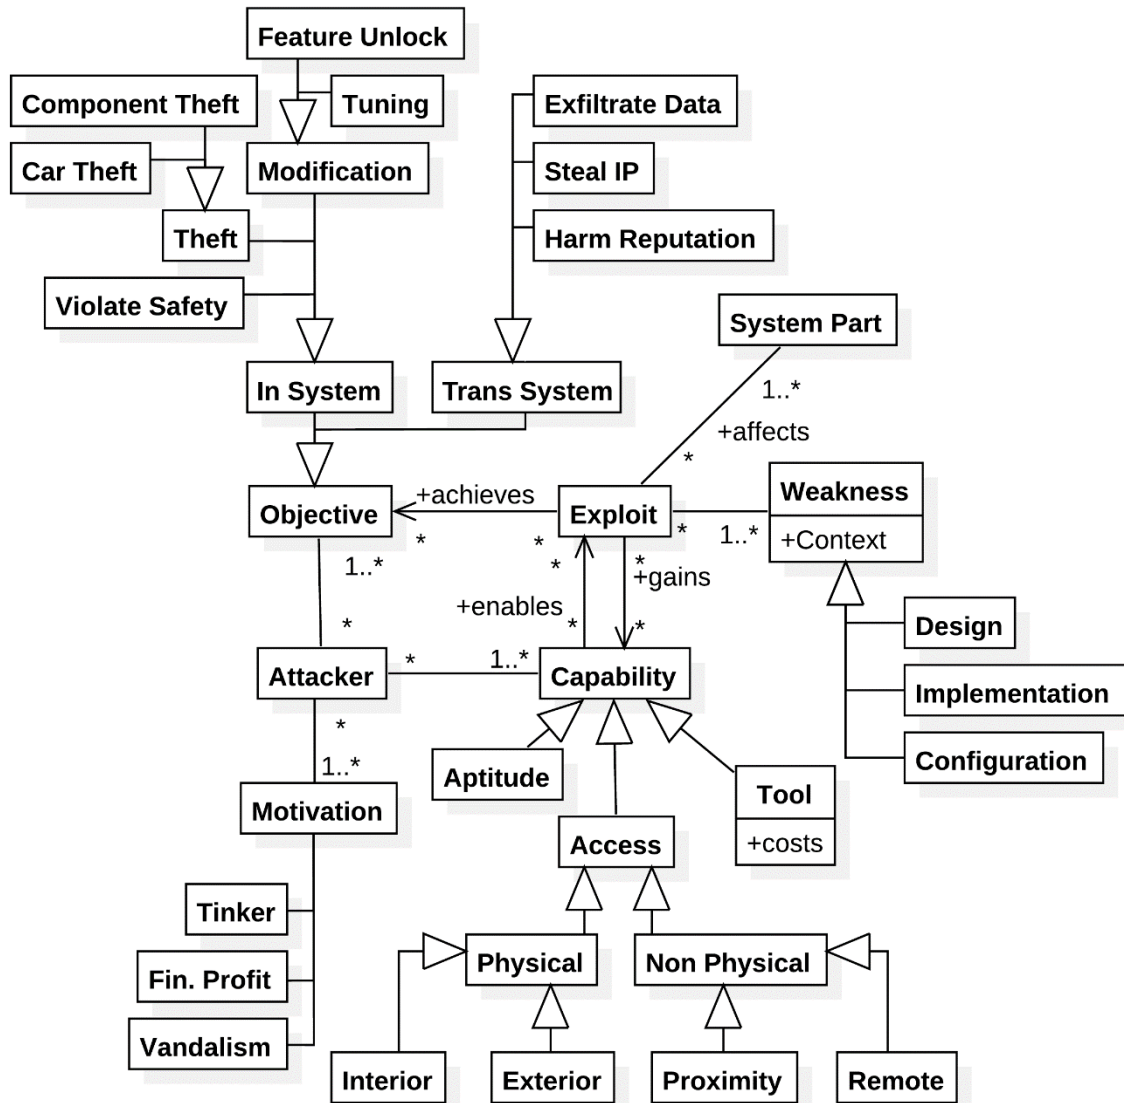 Feature Unlock
Component Theft
Tuning
Exfiltrate Data
Car Theft
Modification
Steal IP
Theft
Harm Reputation
Violate Safety
System Part
In System
Trans System
1..*
+affects
*
Weakness
+Context
Objective
+achieves
Exploit
*
*
*
1..*
1..*
*
*
+gains
+enables
*
*
*
Design
Attacker
*
1..*
Capability
Implementation
*
1..*
Configuration
Aptitude
Motivation
Tool
+costs
Access
Tinker
Physical
Non Physical
Fin. Profit
Vandalism
Interior
Exterior
Proximity
Remote